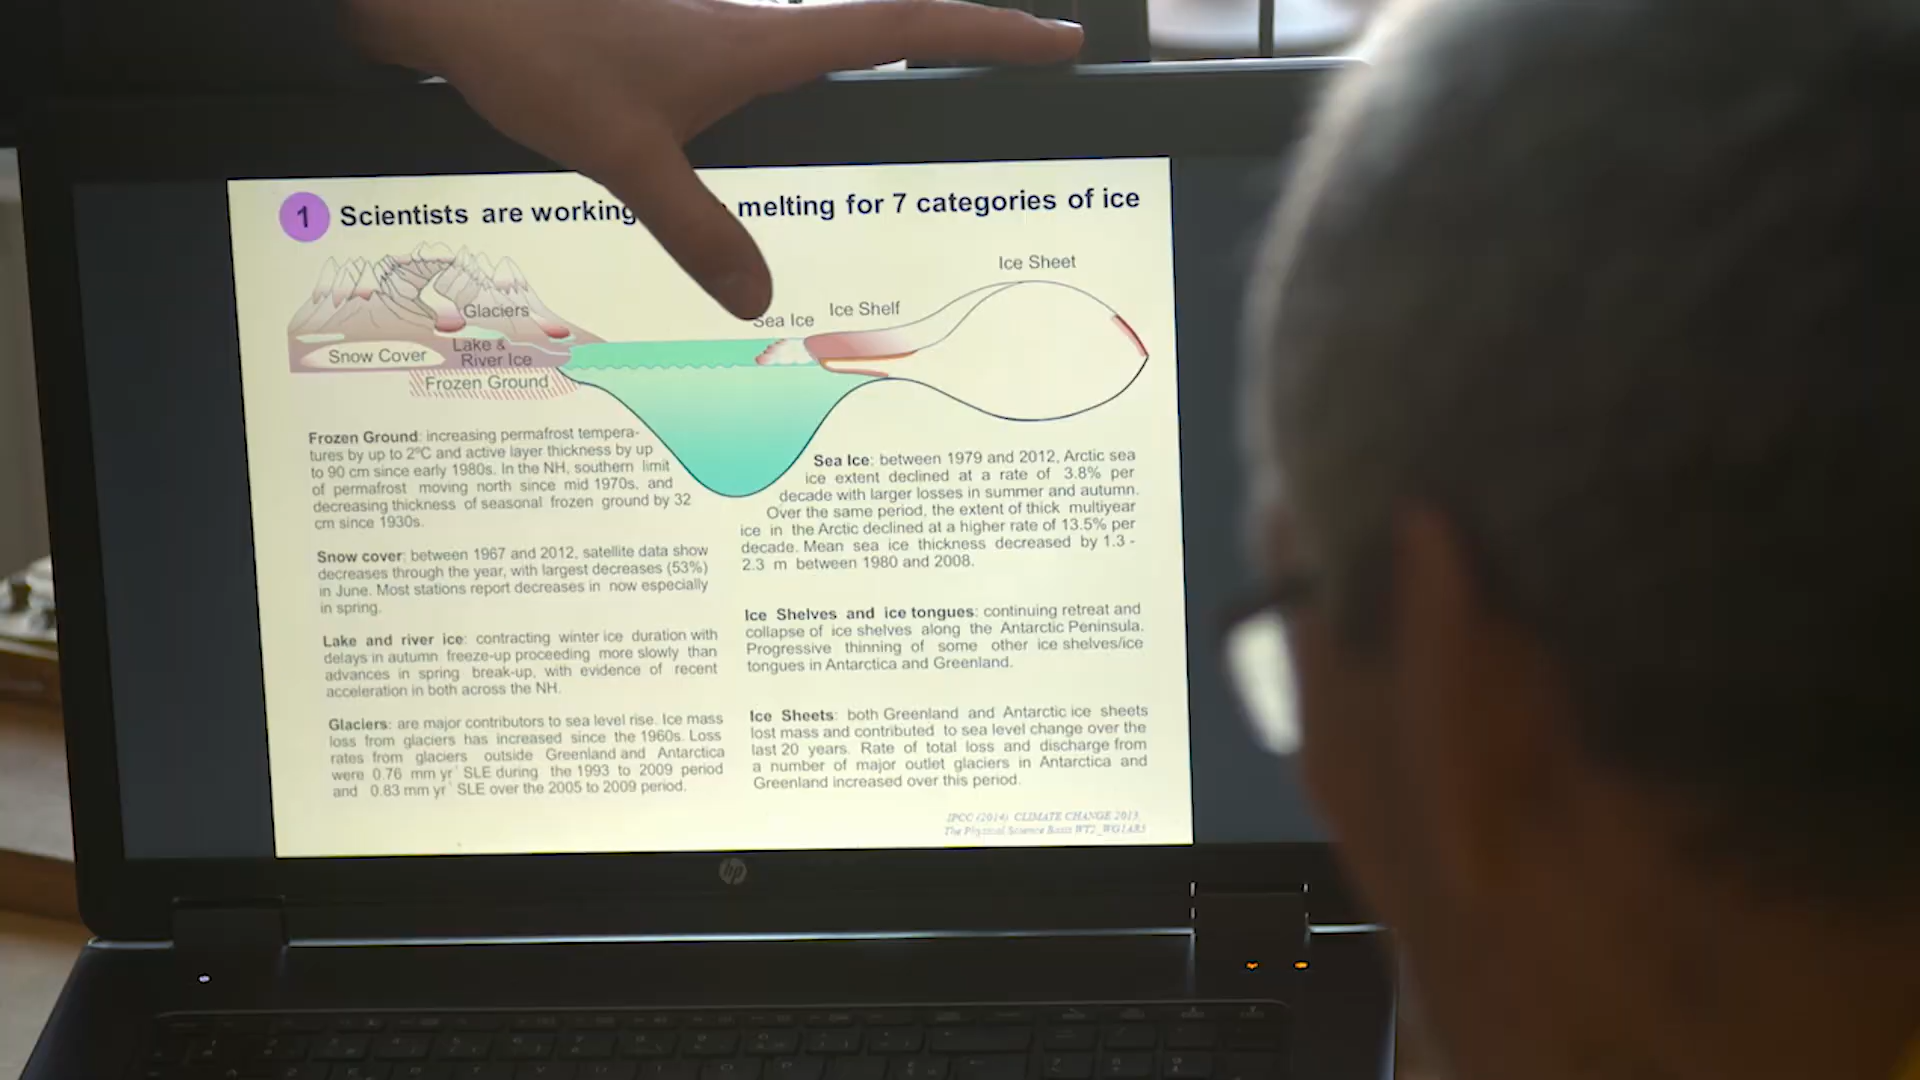 1 Scientists are working melting for 7 categories of ice
Ice Sheet
Ice Shelf
Sea Ice
Glaciers
Lake &
River Ice
Snow Cover
Frozen Ground
Frozen Ground: increasing permafrost tempera-
tures by up to 2°C and active layer thickness by up
to 90 cm since early 1980s. In the NH, southern limit
of permafrost moving north since mid 1970s, and
decreasing thickness of seasonal frozen ground by 32
cm since 1930s.
Snow cover: between 1967 and 2012, satellite data show
decreases through the year, with largest decreases (53%)
in June. Most stations report decreases in now especially
in spring.
Lake and river ice: contracting winter ice duration with
delays in autumn freeze-up proceeding more slowly than
advances in spring break-up, with evidence of recent
acceleration in both across the NH.
Glaciers: are major contributors to sea level rise. Ice mass
loss from glaciers has increased since the 1960s. Loss
rates from glaciers outside Greenland and Antarctica
were 0.76 mm yr SLE during the 1993 to 2009 period
and 0.83 mm yr SLE over the 2005 to 2009 period.
Sea Ice: between 1979 and 2012, Arctic sea
ice extent declined at a rate of 3.8% per
decade with larger losses in summer and autumn.
Over the same period, the extent of thick multiyear
ice in the Arctic declined at a higher rate of 13.5% per
decade. Mean sea ice thickness decreased by 1.3 -
2.3 m between 1980 and 2008.
Ice Shelves and ice tongues: continuing retreat and
collapse of ice shelves along the Antarctic Peninsula.
Progressive thinning of some other ice shelves/ice
tongues in Antarctica and Greenland.
Ice Sheets: both Greenland and Antarctic ice sheets
lost mass and contributed to sea level change over the
last 20 years. Rate of total loss and discharge from
a number of major outlet glaciers in Antarctica and
Greenland increased over this period.
IPCC (2014) CLIMATE CHANGE 2013
The Physical Science Basis WT2_WG1AR5
hp